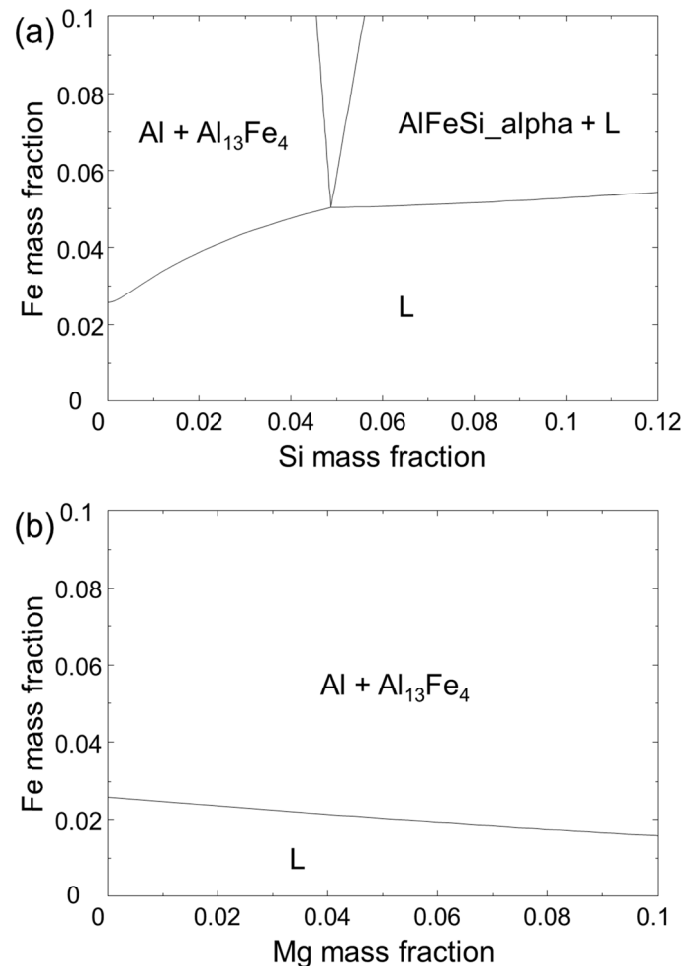 (a)
0.1
0.08
0.06
0.04
0.02
0
Fe mass fraction
Al + Al₁₃Fe₄
AlFeSi_alpha + L
L
0 0.02 0.04 0.06 0.08 0.1 0.12
Si mass fraction
(b)
0.1
0.08
0.06
0.04
0.02
0
Fe mass fraction
Al + Al₁₃Fe₄
L
0 0.02 0.04 0.06 0.08 0.1
Mg mass fraction